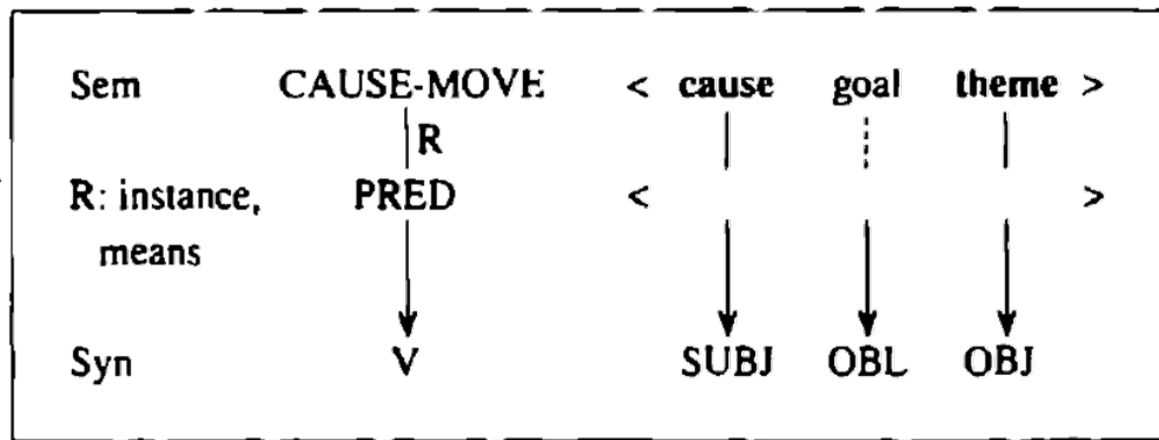 Sem CAUSE-MOVE < cause goal theme >
R
R: instance, PRED < >
means
Syn V SUBJ OBL OBJ